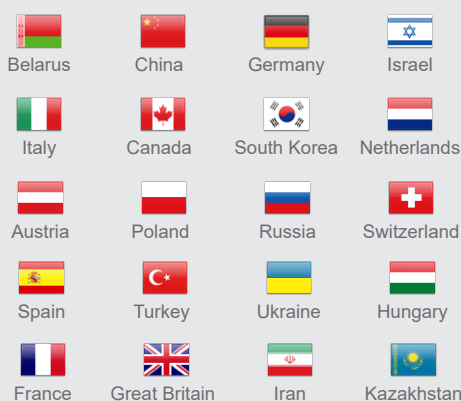 Belarus China Germany Israel
Italy Canada South Korea Netherlands
Austria Poland Russia Switzerland
Spain Turkey Ukraine Hungary
France Great Britain Iran Kazakhstan